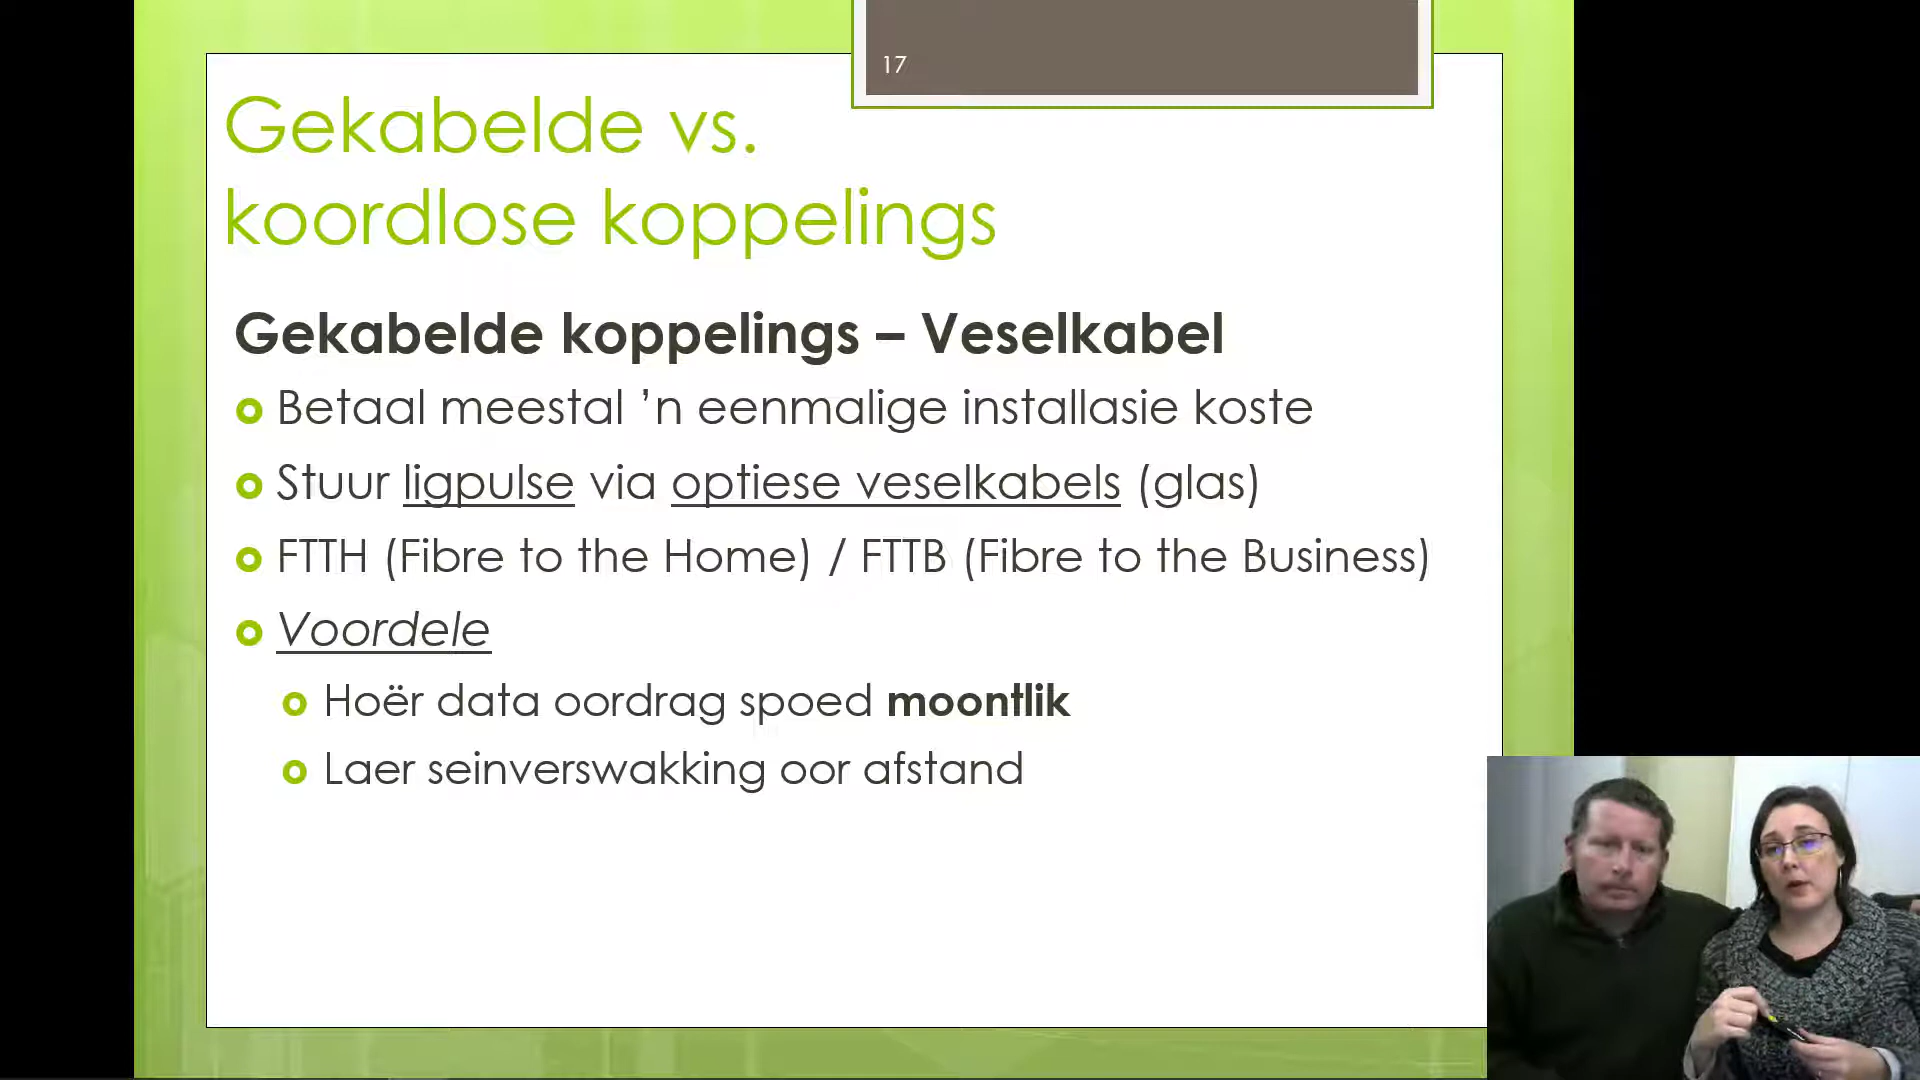 17
Gekabelde vs.
koordlose koppelings
Gekabelde koppelings – Veselkabel
Betaal meestal ’n eenmalige installasie koste
Stuur ligpulse via optiese veselkabels (glas)
FTTH (Fibre to the Home) / FTTB (Fibre to the Business)
Voordele
Hoër data oordrag spoed moontlik
Laer seinverswakking oor afstand